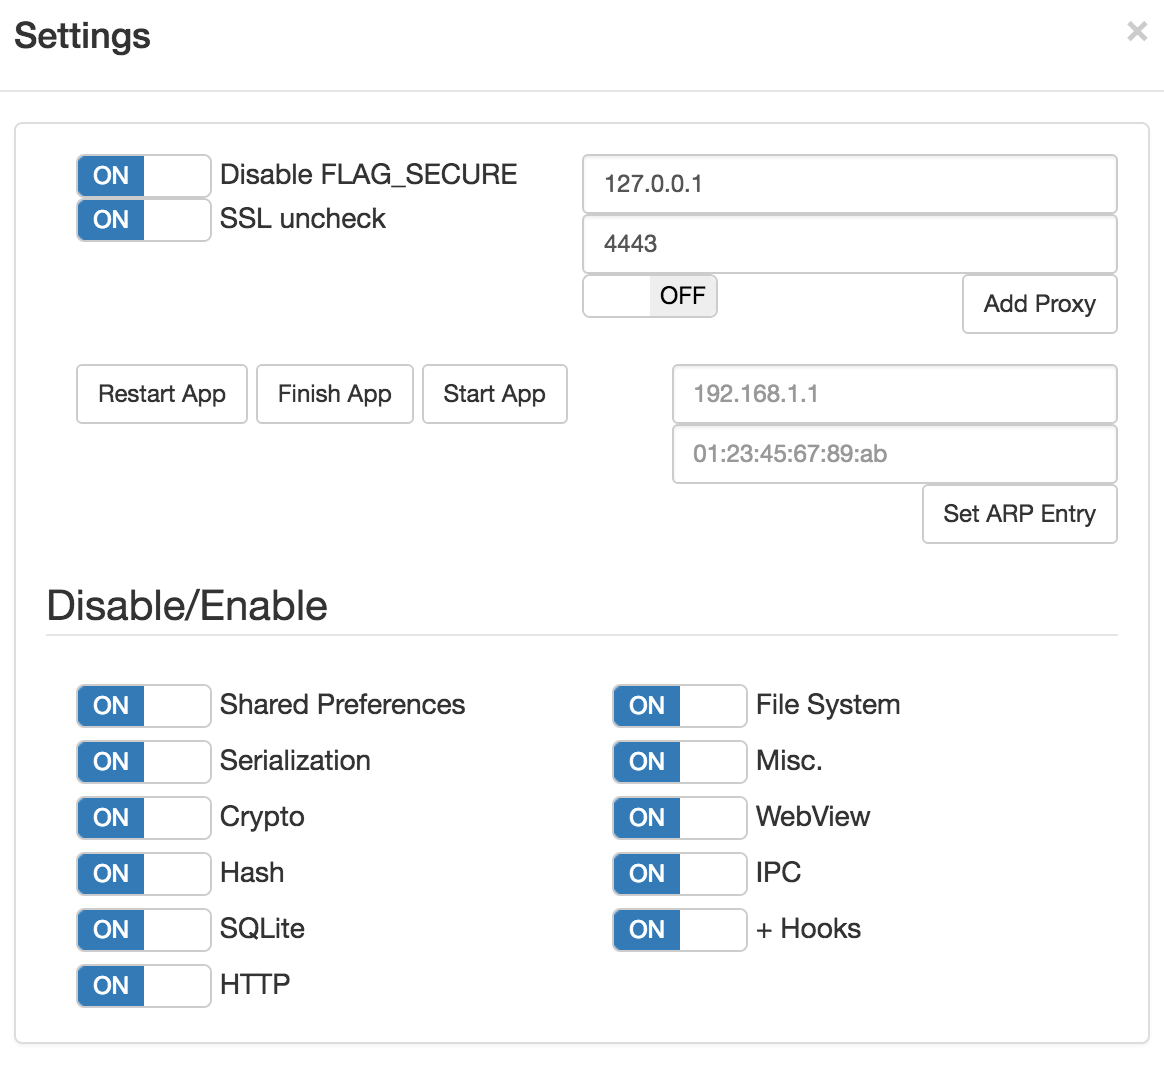 Settings
×
ON Disable FLAG_SECURE
ON SSL uncheck
127.0.0.1
4443
OFF Add Proxy
Restart App Finish App Start App
192.168.1.1
01:23:45:67:89:ab
Set ARP Entry
Disable/Enable
ON Shared Preferences ON File System
ON Serialization ON Misc.
ON Crypto ON WebView
ON Hash ON IPC
ON SQLite ON + Hooks
ON HTTP